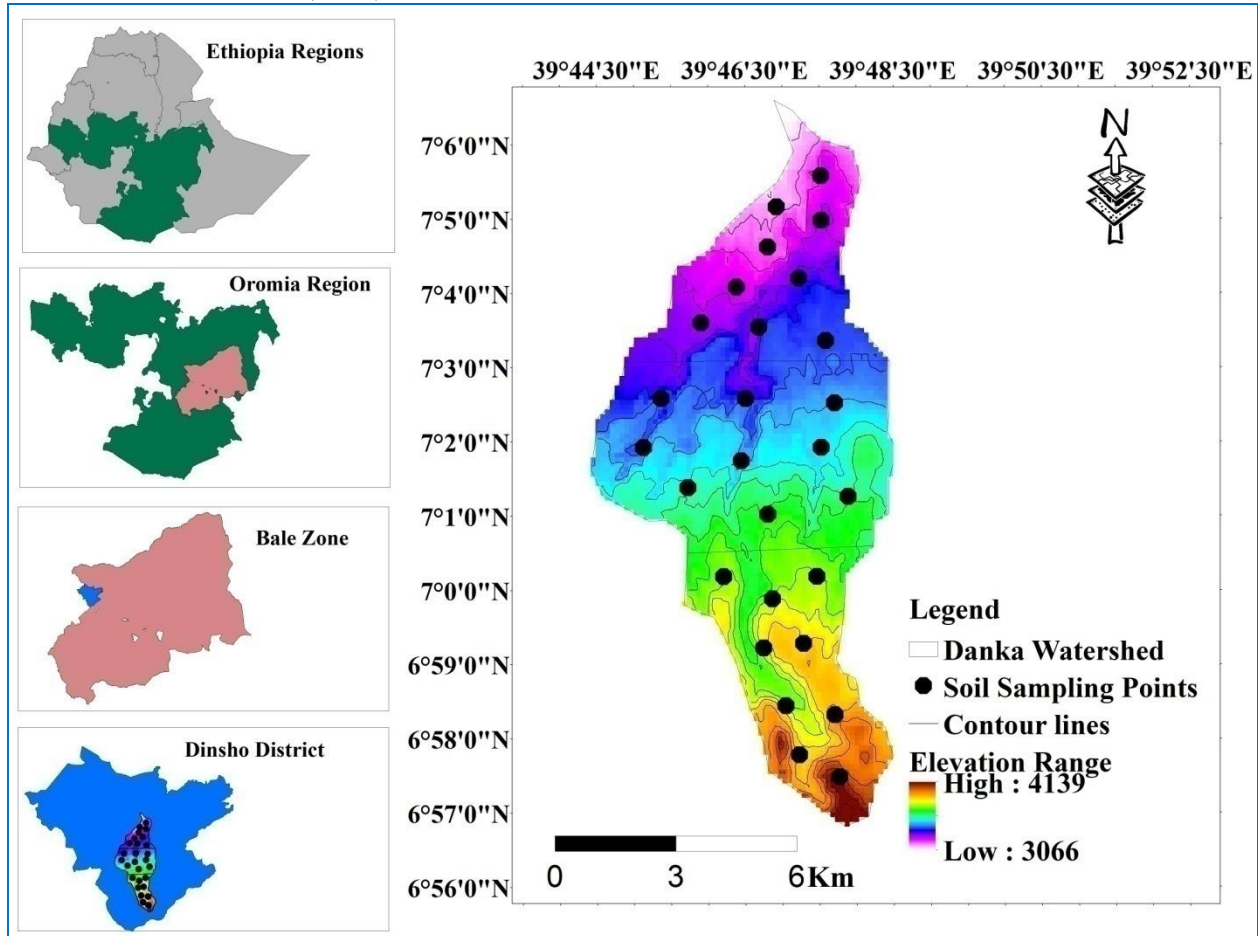 Ethiopia Regions
Oromia Region
Bale Zone
Dinsho District
39°44'30"E 39°46'30"E 39°48'30"E 39°50'30"E 39°52'30"E
7°6'0"N
7°5'0"N
7°4'0"N
7°3'0"N
7°2'0"N
7°1'0"N
7°0'0"N
6°59'0"N
6°58'0"N
6°57'0"N
6°56'0"N
N
Legend
Danka Watershed
Soil Sampling Points
Contour lines
Elevation Range
High : 4139
Low : 3066
0 3 6 Km